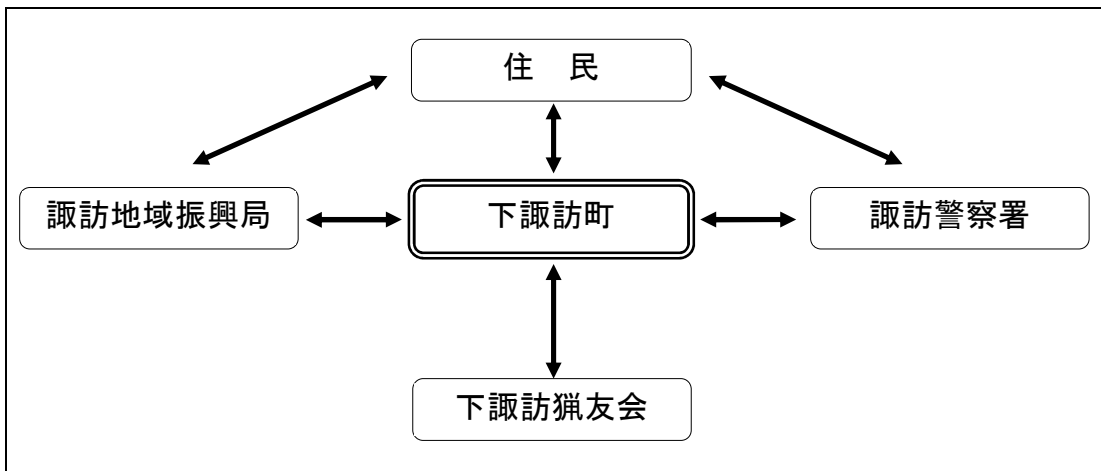 住　民
諏訪地域振興局
下諏訪町
諏訪警察署
下諏訪猟友会